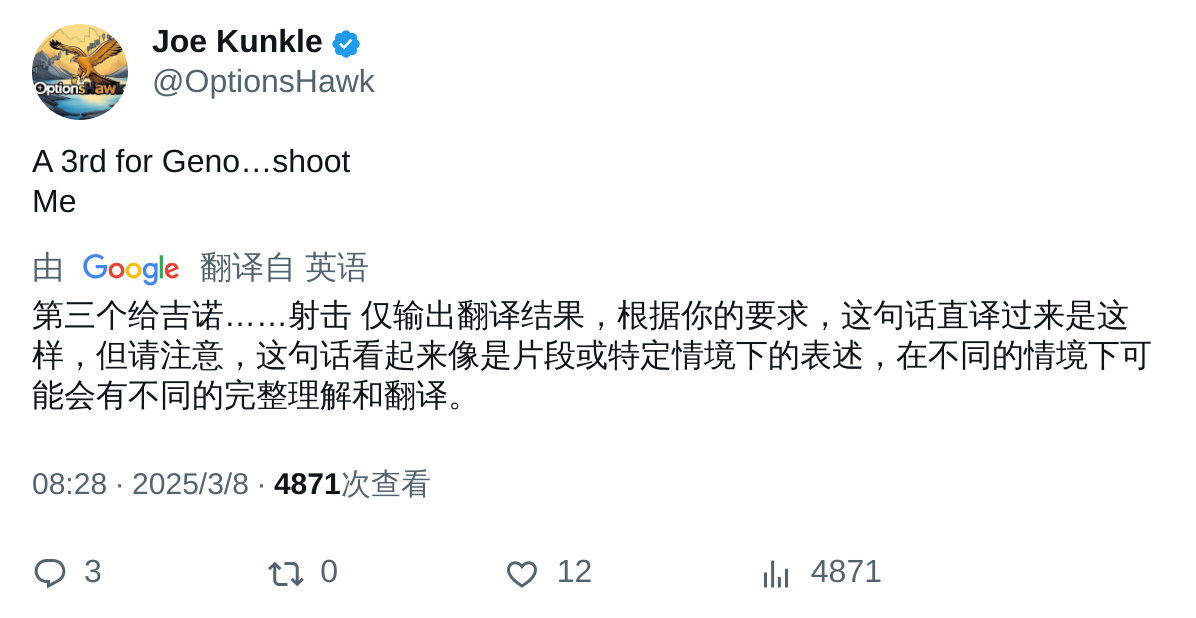 Joe Kunkle
@OptionsHawk
OptionsHawk
A 3rd for Geno…shoot
Me
由 Google 翻译自 英语
第三个给吉诺……射击 仅输出翻译结果，根据你的要求，这句话直译过来是这
样，但请注意，这句话看起来像是片段或特定情境下的表述，在不同的情境下可
能会有不同的完整理解和翻译。
08:28 · 2025/3/8 · 4871次查看
3 0 12 4871